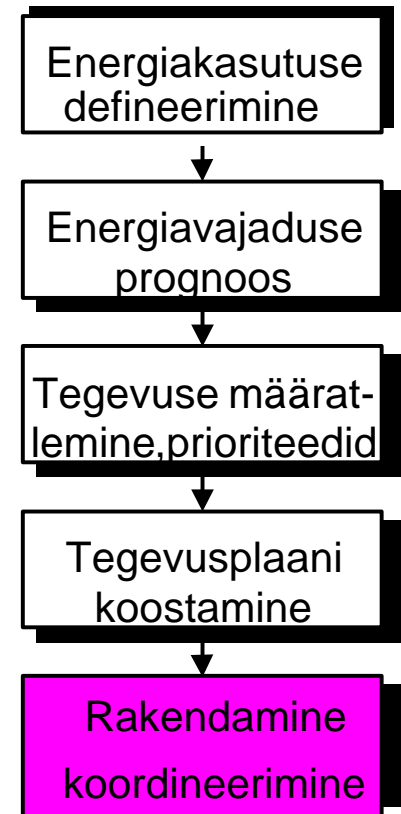 Energiakasutuse
defineerimine
Energiavajaduse
prognoos
Tegevuse määrat-
lemine,prioriteedid
Tegevusplaani
koostamine
Rakendamine
koordineerimine